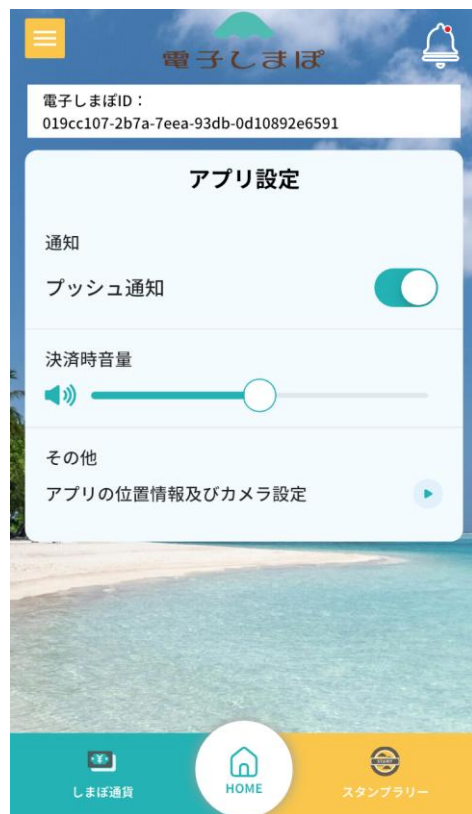 電子しまぽ
電子しまぽID：
019cc107-2b7a-7eea-93db-0d10892e6591
アプリ設定
通知
プッシュ通知
決済時音量
その他
アプリの位置情報及びカメラ設定
しまぽ通貨
HOME
STAMP
スタンプラリー